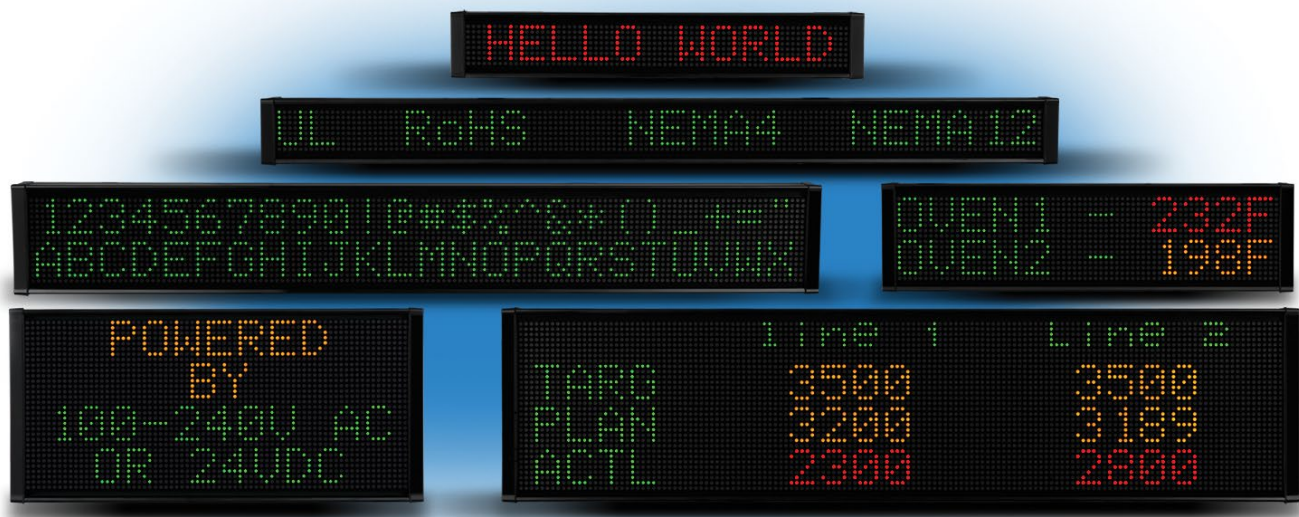 HELLO WORLD
UL RoHS NEMA4 NEMA12
1234567890!@#$%^&*()_+="
ABCDEFGHIJKLMNOPQRSTUVWX
OVEN1 - 232F
OVEN2 - 198F
POWERED
BY
100-240V AC
OR 24VDC
line 1 Line 2
TARG 3500 3500
PLAN 3200 3189
ACTL 2300 2800